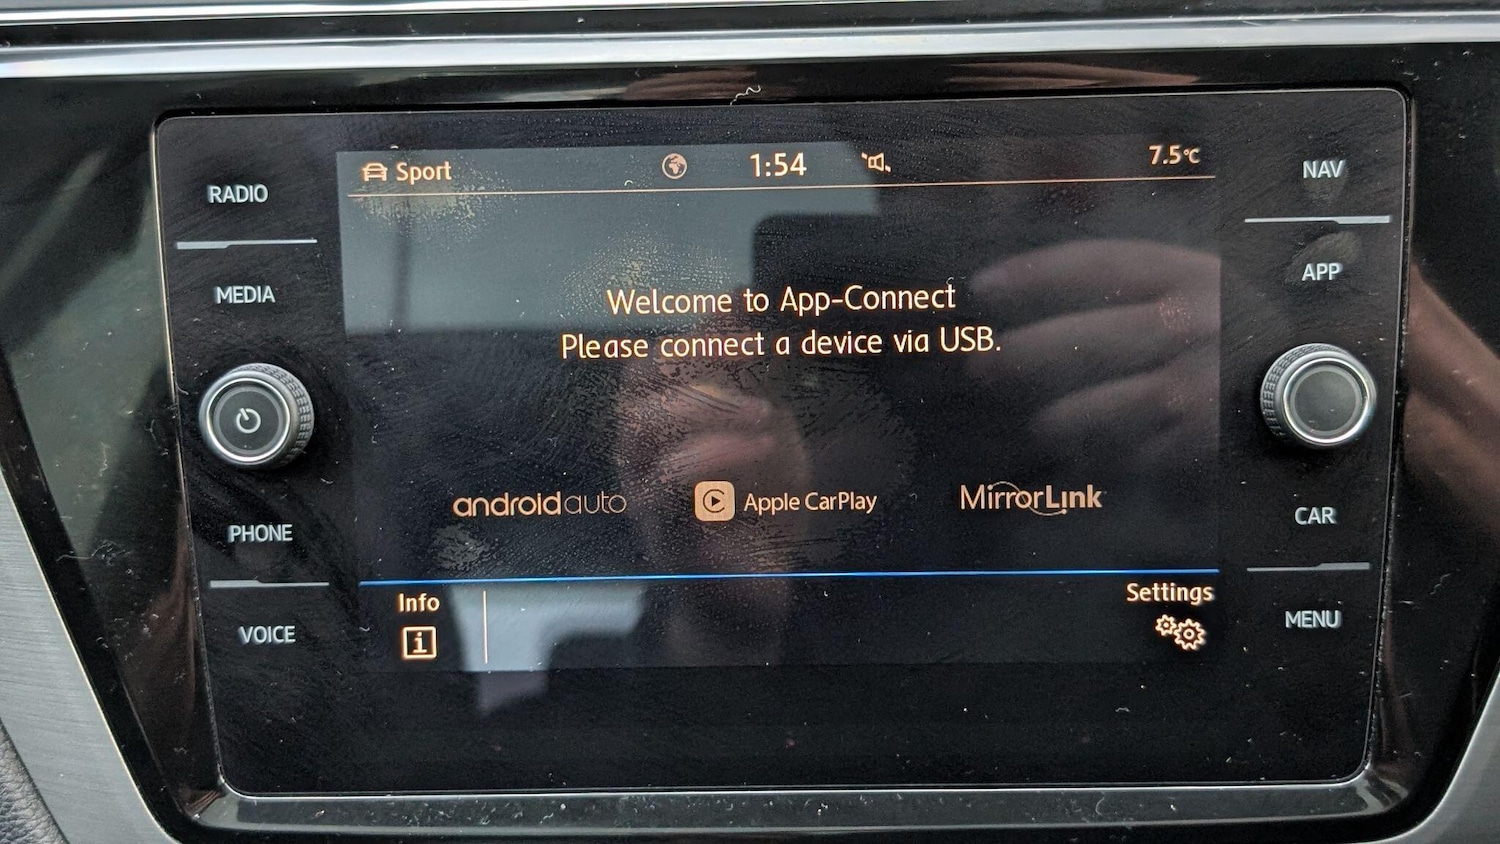 RADIO
MEDIA
PHONE
VOICE
Sport
1:54
7.5°C
Welcome to App-Connect
Please connect a device via USB.
androidauto
Apple CarPlay
MirrorLink
Info
i
Settings
NAV
APP
CAR
MENU